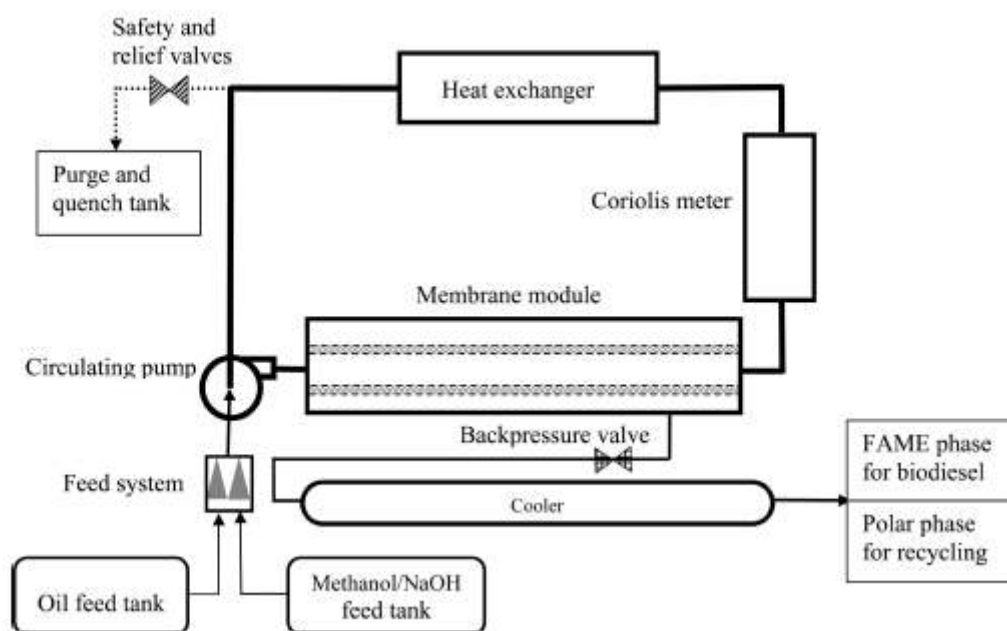 Safety and
relief valves
Heat exchanger
Purge and
quench tank
Coriolis meter
Membrane module
Circulating pump
Backpressure valve
FAME phase
for biodiesel
Feed system
Cooler
Polar phase
for recycling
Oil feed tank
Methanol/NaOH
feed tank